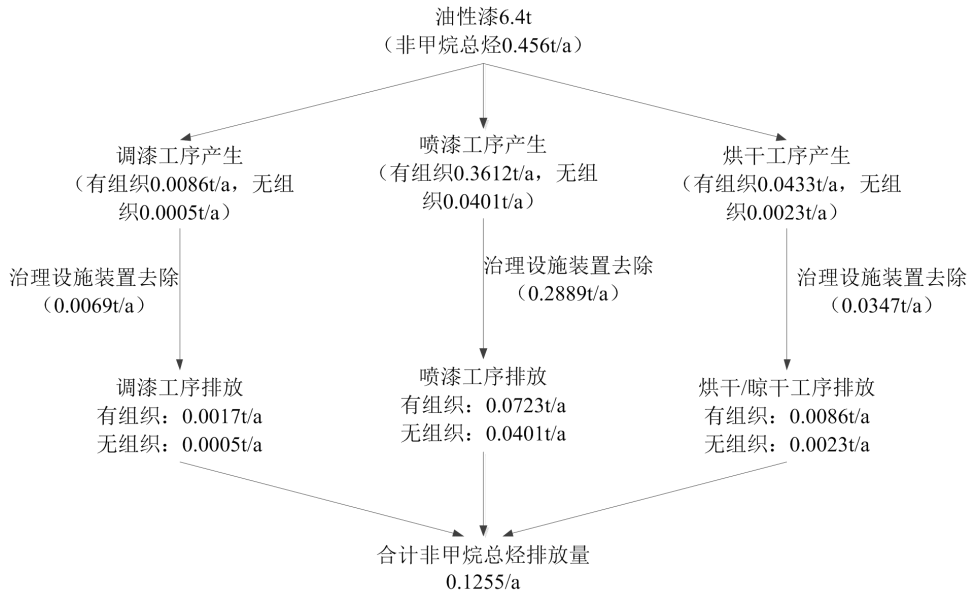 油性漆6.4t
（非甲烷总烃0.456t/a）
调漆工序产生
（有组织0.0086t/a，无组
织0.0005t/a）
喷漆工序产生
（有组织0.3612t/a，无组
织0.0401t/a）
烘干工序产生
（有组织0.0433t/a，无组
织0.0023t/a）
治理设施装置去除
（0.0069t/a）
治理设施装置去除
（0.2889t/a）
治理设施装置去除
（0.0347t/a）
调漆工序排放
有组织：0.0017t/a
无组织：0.0005t/a
喷漆工序排放
有组织：0.0723t/a
无组织：0.0401t/a
烘干/晾干工序排放
有组织：0.0086t/a
无组织：0.0023t/a
合计非甲烷总烃排放量
0.1255/a